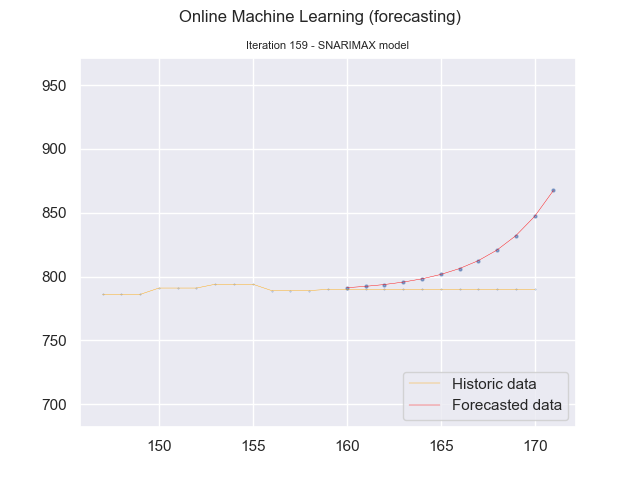 Online Machine Learning (forecasting)
Iteration 159 - SNARIMAX model
950
900
850
800
750
700
150
155
160
165
170
Historic data
Forecasted data